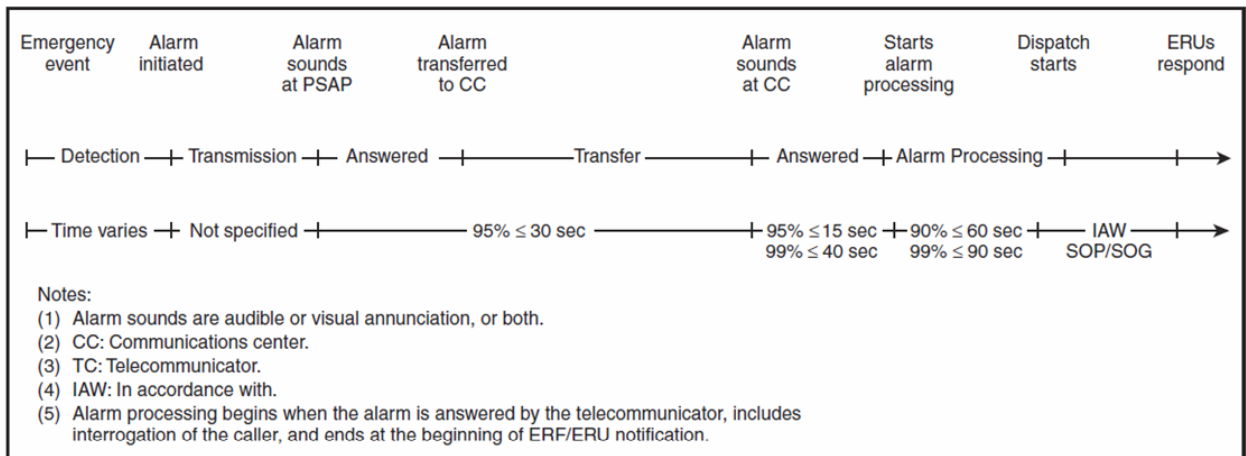 Emergency event
Alarm initiated
Alarm sounds at PSAP
Alarm transferred to CC
Alarm sounds at CC
Starts alarm processing
Dispatch starts
ERUs respond
Detection Transmission Answered Transfer Answered Alarm Processing
Time varies Not specified 95% ≤ 30 sec 95% ≤ 15 sec 90% ≤ 60 sec IAW
99% ≤ 40 sec 99% ≤ 90 sec SOP/SOG
Notes:
(1) Alarm sounds are audible or visual annunciation, or both.
(2) CC: Communications center.
(3) TC: Telecommunicator.
(4) IAW: In accordance with.
(5) Alarm processing begins when the alarm is answered by the telecommunicator, includes
interrogation of the caller, and ends at the beginning of ERF/ERU notification.